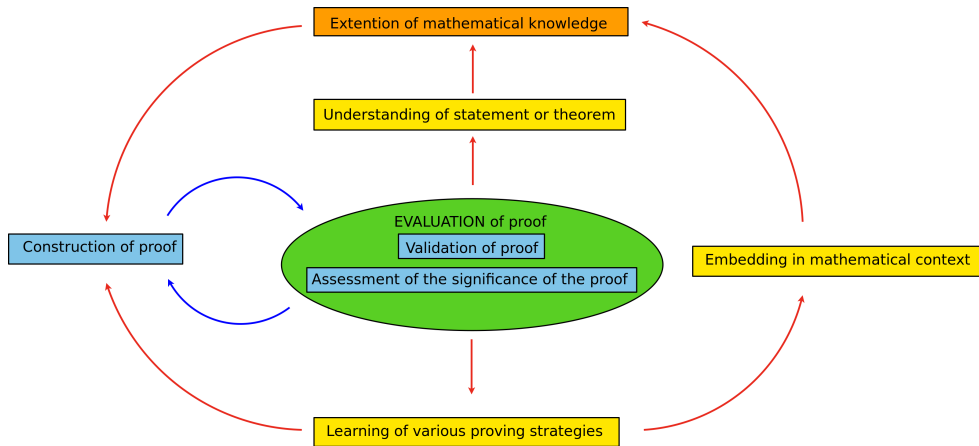 Extention of mathematical knowledge
Understanding of statement or theorem
EVALUATION of proof
Validation of proof
Construction of proof
Assessment of the significance of the proof
Embedding in mathematical context
Learning of various proving strategies